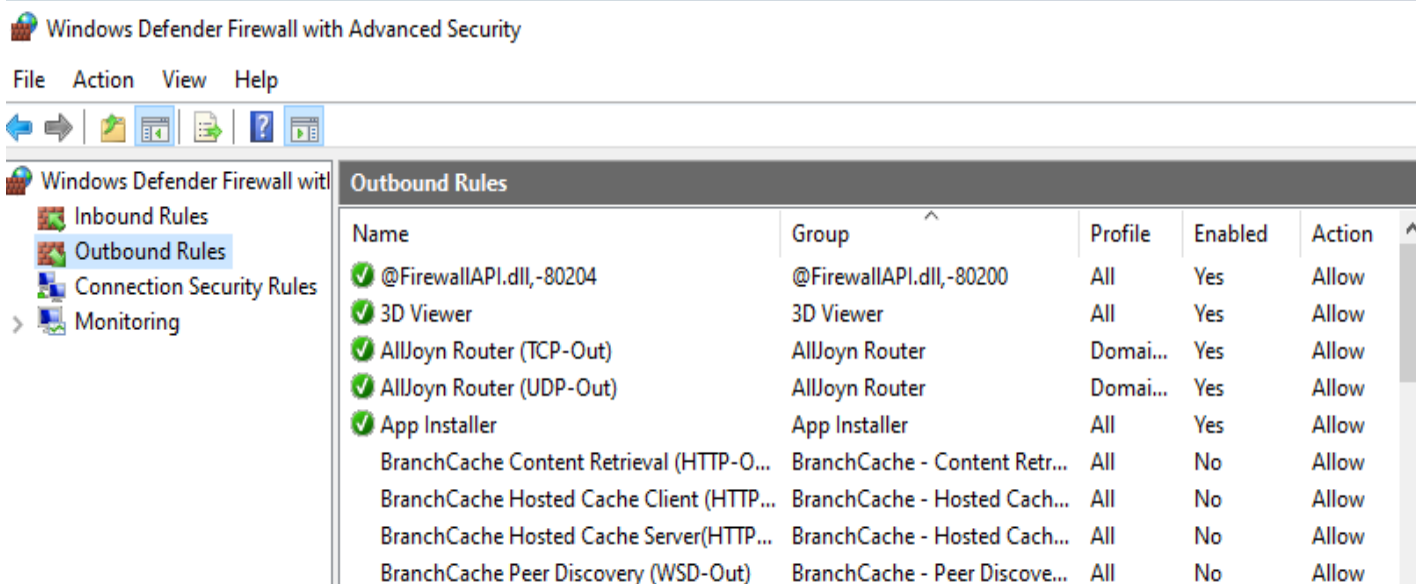 Windows Defender Firewall with Advanced Security
File Action View Help
Windows Defender Firewall witl
Inbound Rules
Outbound Rules
Connection Security Rules
Monitoring
Outbound Rules
Name Group Profile Enabled Action
@FirewallAPI.dll,-80204 @FirewallAPI.dll,-80200 All Yes Allow
3D Viewer 3D Viewer All Yes Allow
AllJoyn Router (TCP-Out) AllJoyn Router Domai... Yes Allow
AllJoyn Router (UDP-Out) AllJoyn Router Domai... Yes Allow
App Installer App Installer All Yes Allow
BranchCache Content Retrieval (HTTP-O... BranchCache - Content Retr... All No Allow
BranchCache Hosted Cache Client (HTTP... BranchCache - Hosted Cach... All No Allow
BranchCache Hosted Cache Server(HTTP... BranchCache - Hosted Cach... All No Allow
BranchCache Peer Discovery (WSD-Out) BranchCache - Peer Discove... All No Allow